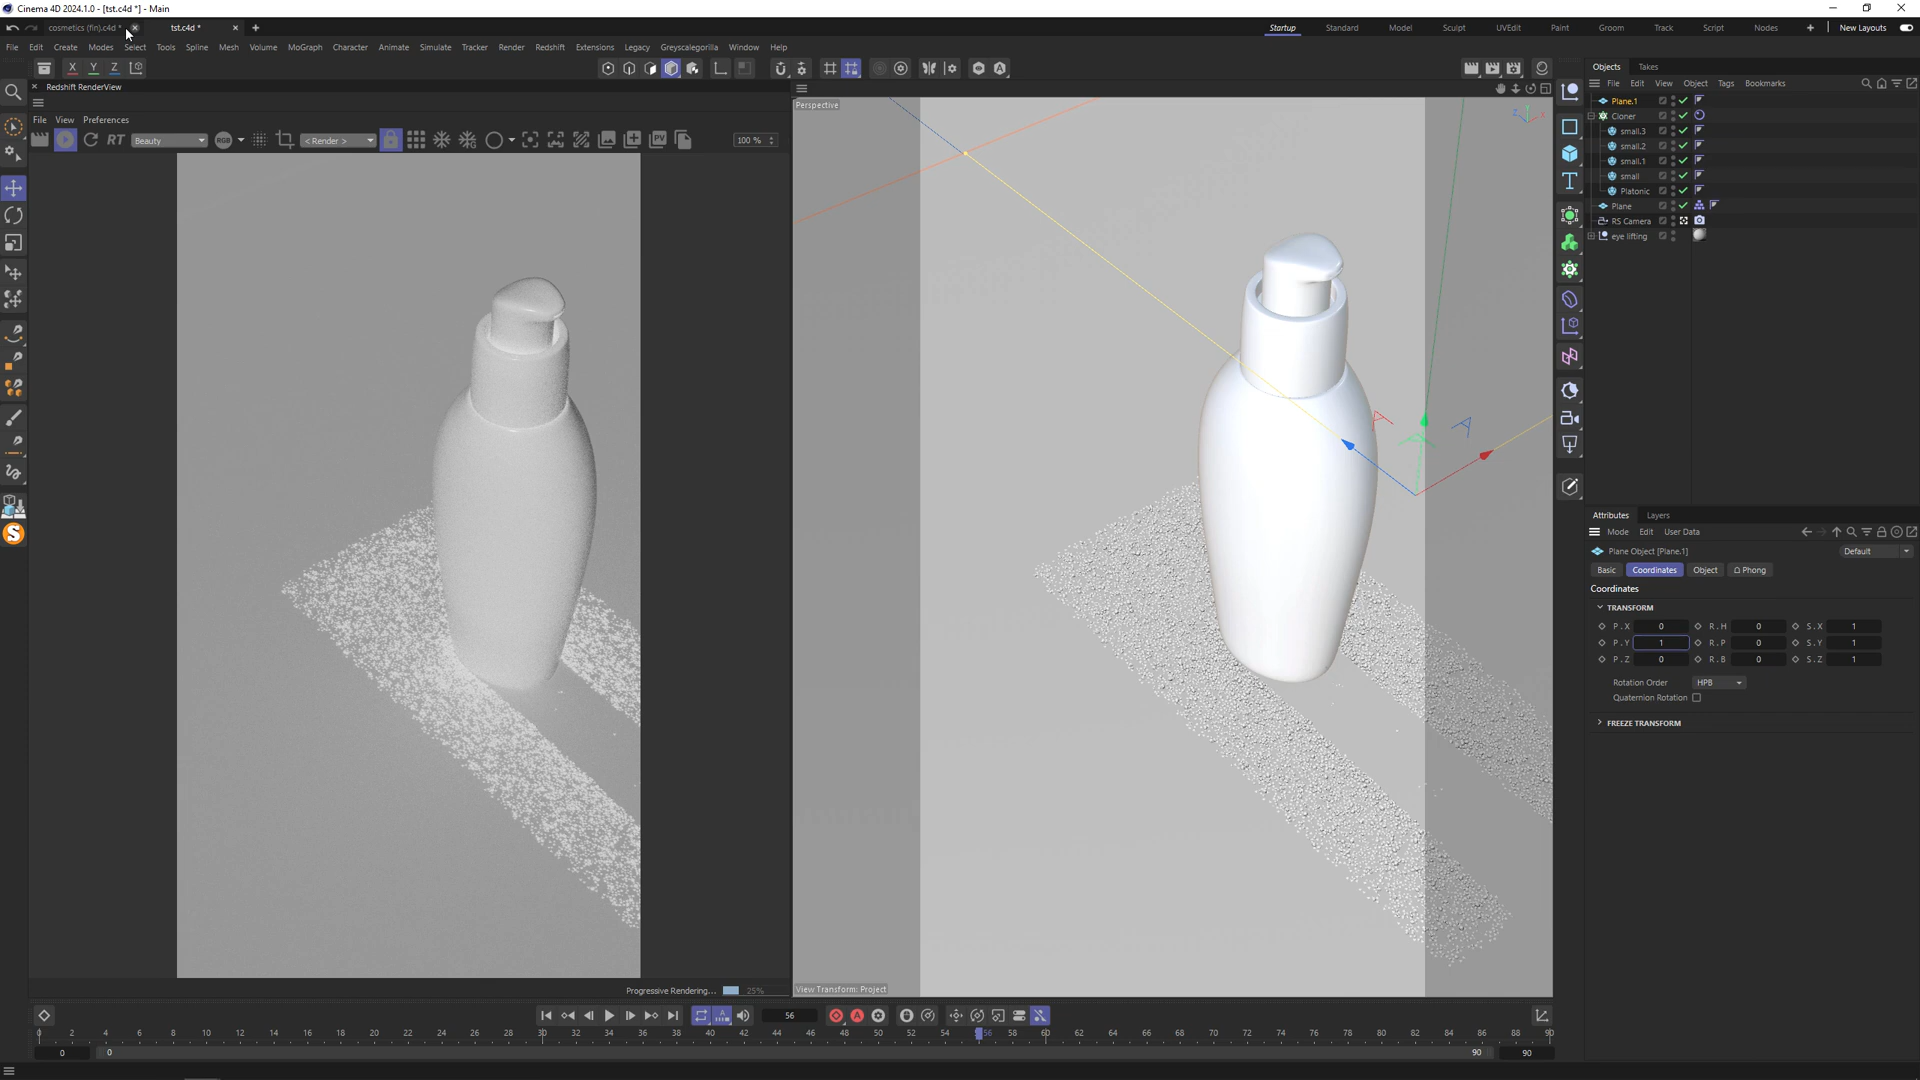 Cinema 4D 2024.1.0 - [tst.c4d *] - Main
cosmetics (fin).c4d * tst.c4d * Startup Standard Model Sculpt UVEdit Paint Groom Track Script Nodes New Layouts
File Edit Create Modes Select Tools Spline Mesh Volume MoGraph Character Animate Simulate Tracker Render Redshift Extensions Legacy Greyscalegorilla Window Help
X Y Z
Objects Takes
Redshift RenderView
File Edit View Object Tags Bookmarks
Perspective
Plane.1
Cloner
File View Preferences
small.3
RT Beauty RGB < Render > PV 100 %
small.2
small.1
small
Platonic
Plane
RS Camera
eye lifting
Attributes Layers
Mode Edit User Data
Plane Object [Plane.1] Default
Basic Coordinates Object Phong
Coordinates
TRANSFORM
P . X 0 R . H 0 S . X 1
P . Y 1 R . P 0 S . Y 1
P . Z 0 R . B 0 S . Z 1
Rotation Order HPB
Quaternion Rotation
FREEZE TRANSFORM
Progressive Rendering... 25%
View Transform: Project
56
0 2 4 6 8 10 12 14 16 18 20 22 24 26 28 30 32 34 36 38 40 42 44 46 48 50 52 54 56 58 60 62 64 66 68 70 72 74 76 78 80 82 84 86 88 90
0 0 90 90